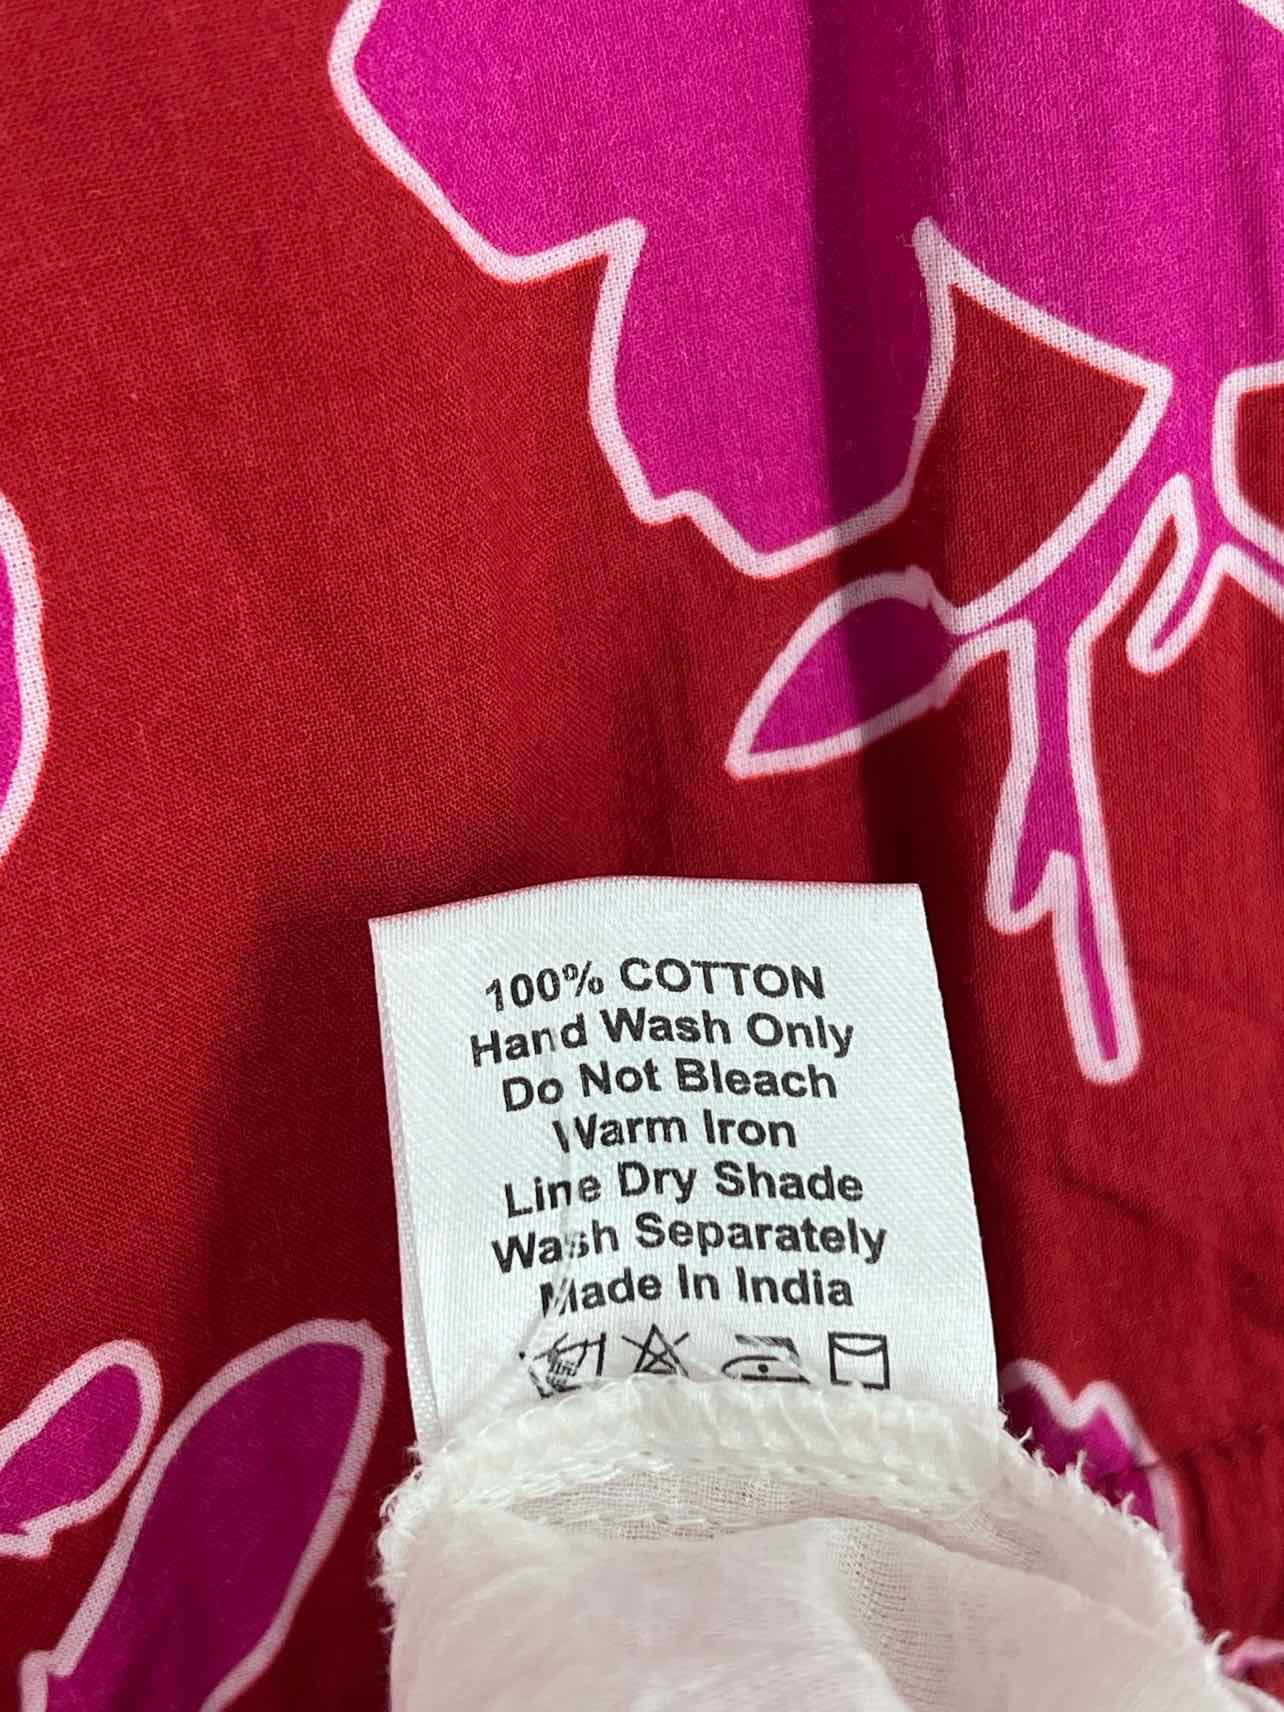 100% COTTON
Hand Wash Only
Do Not Bleach
Warm Iron
Line Dry Shade
Wash Separately
Made In India